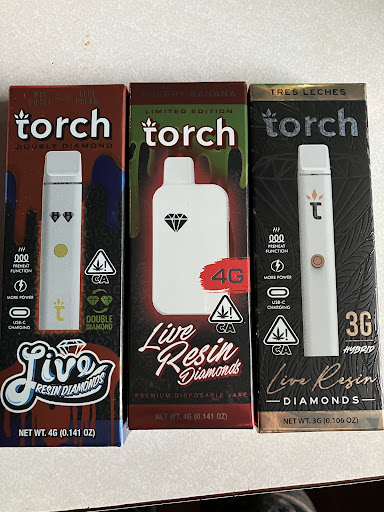 torch
DOUBLE DIAMOND
PREHEAT
FUNCTION
MORE POWER
USB-C
CHARGING
CA
DOUBLE
DIAMOND
Live
RESIN DIAMONDS
NET WT. 4G (0.141 OZ)
CHERRY BANANA
LIMITED EDITION
torch
4G
CA
Live
Resin
Diamonds
PREMIUM DISPOSABLE VAPE
NET WT. 4G (0.141 OZ)
TRES LECHES
torch
PREHEAT
FUNCTION
MORE POWER
USB-C
CHARGING
CA
3G
HYBRID
Live Resin
DIAMONDS
NET WT. 3G (0.106 OZ)